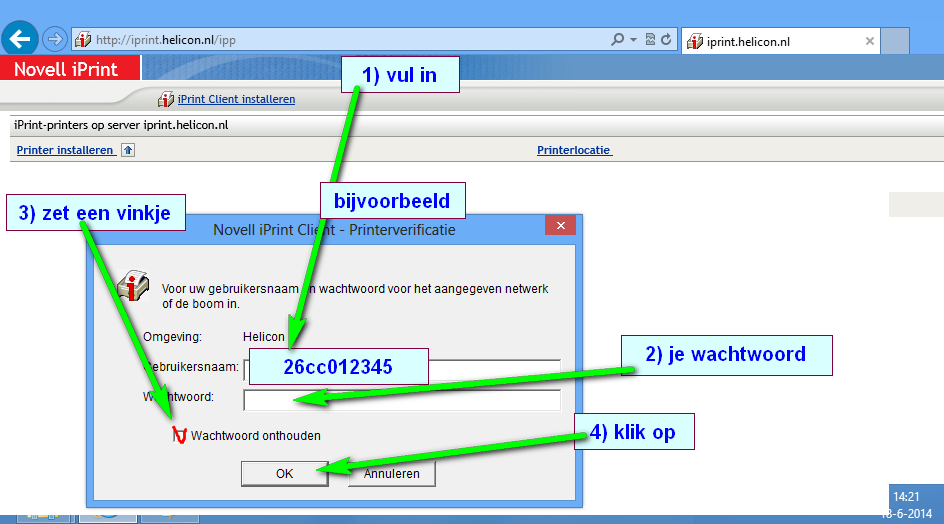 http://iprint.helicon.nl/ipp
iprint.helicon.nl
Novell iPrint
1) vul in
iPrint Client installeren
iPrint-printers op server iprint.helicon.nl
Printer installeren
Printerlocatie
3) zet een vinkje
bijvoorbeeld
Novell iPrint Client - Printerverificatie
Voor uw gebruikersnaam en wachtwoord voor het aangegeven netwerk
of de boom in.
Omgeving: Helicon
Gebruikersnaam: 26cc012345
2) je wachtwoord
Wachtwoord:
Wachtwoord onthouden
4) klik op
OK
Annuleren
14:21
18-6-2014